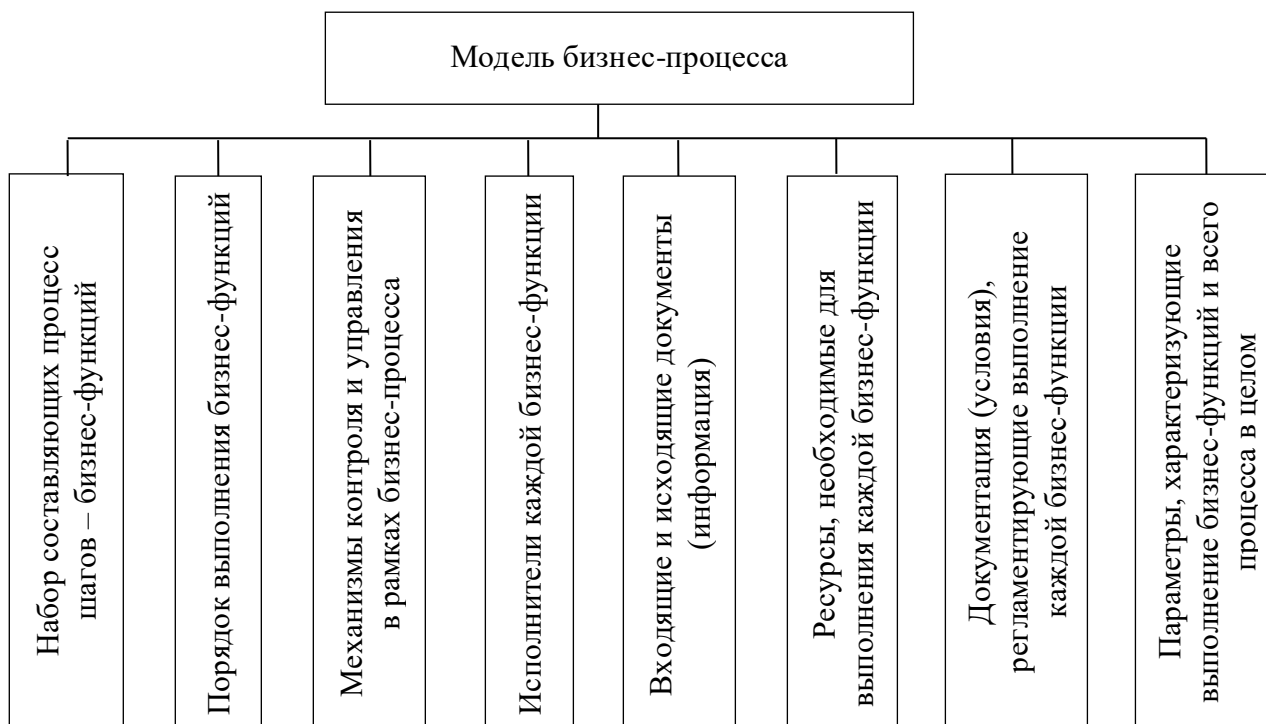 Модель бизнес-процесса
Набор составляющих процесс
шагов – бизнес-функций
Порядок выполнения бизнес-функций
Механизмы контроля и управления
в рамках бизнес-процесса
Исполнители каждой бизнес-функции
Входящие и исходящие документы
(информация)
Ресурсы, необходимые для
выполнения каждой бизнес-функции
Документация (условия),
регламентирующие выполнение
каждой бизнес-функции
Параметры, характеризующие
выполнение бизнес-функций и всего
процесса в целом